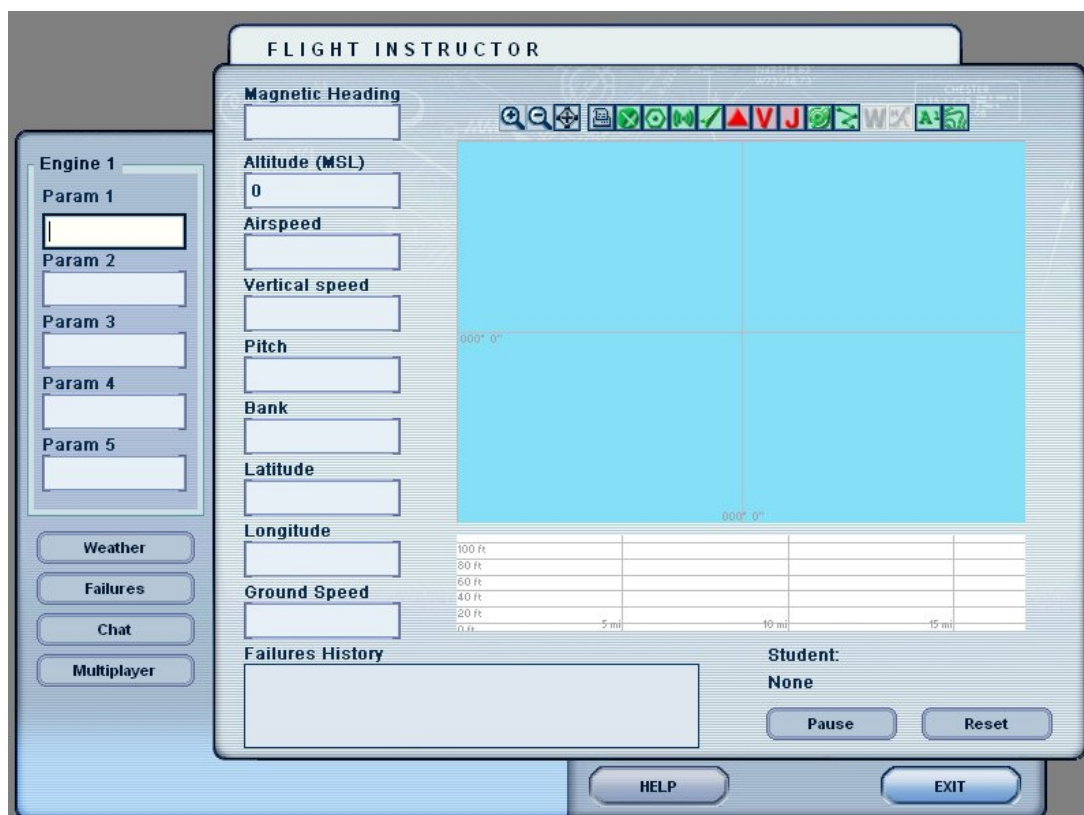 FLIGHT INSTRUCTOR
Engine 1
Param 1
Param 2
Param 3
Param 4
Param 5
Weather
Failures
Chat
Multiplayer
Magnetic Heading
Altitude (MSL)
0
Airspeed
Vertical speed
Pitch
Bank
Latitude
Longitude
Ground Speed
V J W A
000° 0"
000° 0"
100 ft
80 ft
60 ft
40 ft
20 ft
0 ft
5 mi 10 mi 15 mi
Failures History
Student:
None
Pause Reset
HELP EXIT